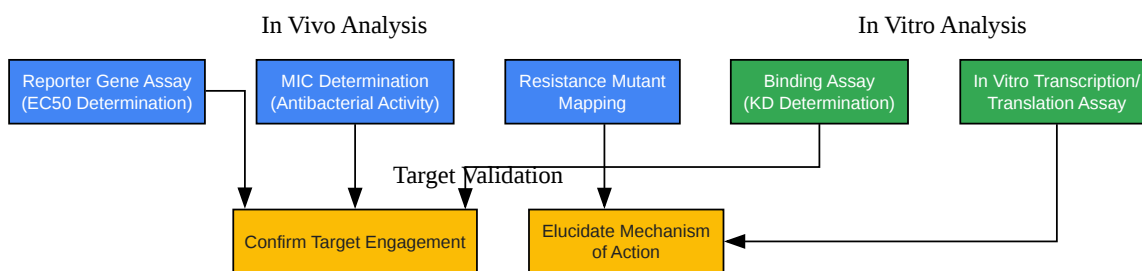 In Vivo Analysis
In Vitro Analysis
Reporter Gene Assay
(EC50 Determination)
MIC Determination
(Antibacterial Activity)
Resistance Mutant
Mapping
Binding Assay
(KD Determination)
In Vitro Transcription/
Translation Assay
Target Validation
Confirm Target Engagement
Elucidate Mechanism
of Action